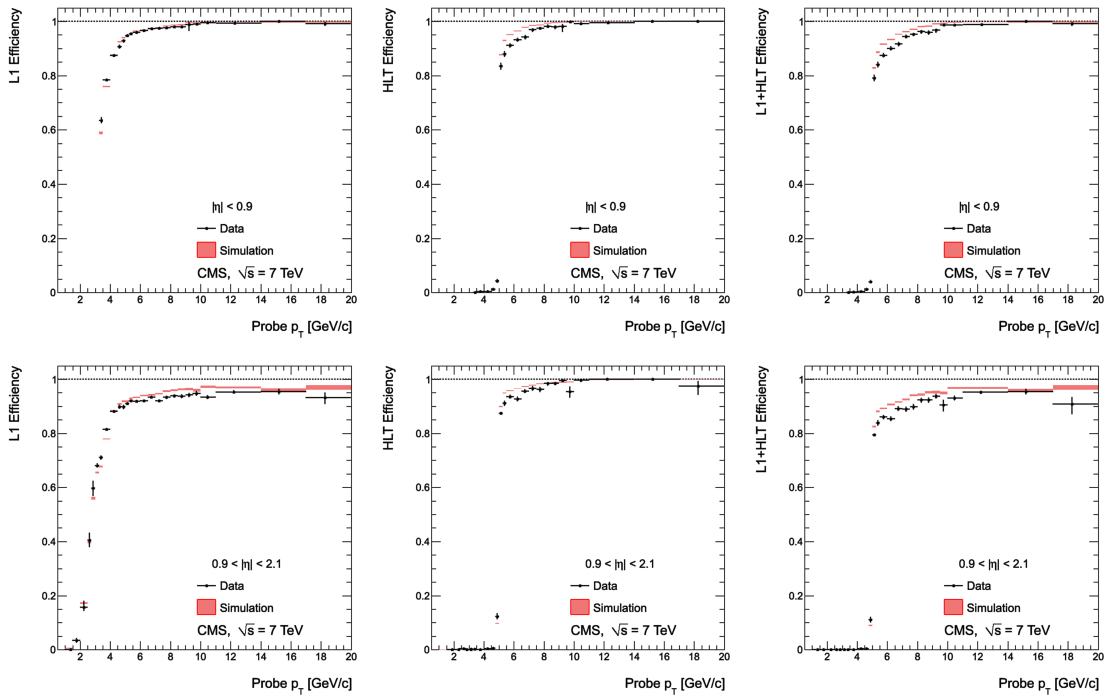 L1 Efficiency
1
0.8
0.6
0.4
0.2
0
|η| < 0.9
Data
Simulation
CMS, √s = 7 TeV
2 4 6 8 10 12 14 16 18 20
Probe pT [GeV/c]
HLT Efficiency
1
0.8
0.6
0.4
0.2
0
|η| < 0.9
Data
Simulation
CMS, √s = 7 TeV
2 4 6 8 10 12 14 16 18 20
Probe pT [GeV/c]
L1+HLT Efficiency
1
0.8
0.6
0.4
0.2
0
|η| < 0.9
Data
Simulation
CMS, √s = 7 TeV
2 4 6 8 10 12 14 16 18 20
Probe pT [GeV/c]
L1 Efficiency
1
0.8
0.6
0.4
0.2
0
0.9 < |η| < 2.1
Data
Simulation
CMS, √s = 7 TeV
2 4 6 8 10 12 14 16 18 20
Probe pT [GeV/c]
HLT Efficiency
1
0.8
0.6
0.4
0.2
0
0.9 < |η| < 2.1
Data
Simulation
CMS, √s = 7 TeV
2 4 6 8 10 12 14 16 18 20
Probe pT [GeV/c]
L1+HLT Efficiency
1
0.8
0.6
0.4
0.2
0
0.9 < |η| < 2.1
Data
Simulation
CMS, √s = 7 TeV
2 4 6 8 10 12 14 16 18 20
Probe pT [GeV/c]